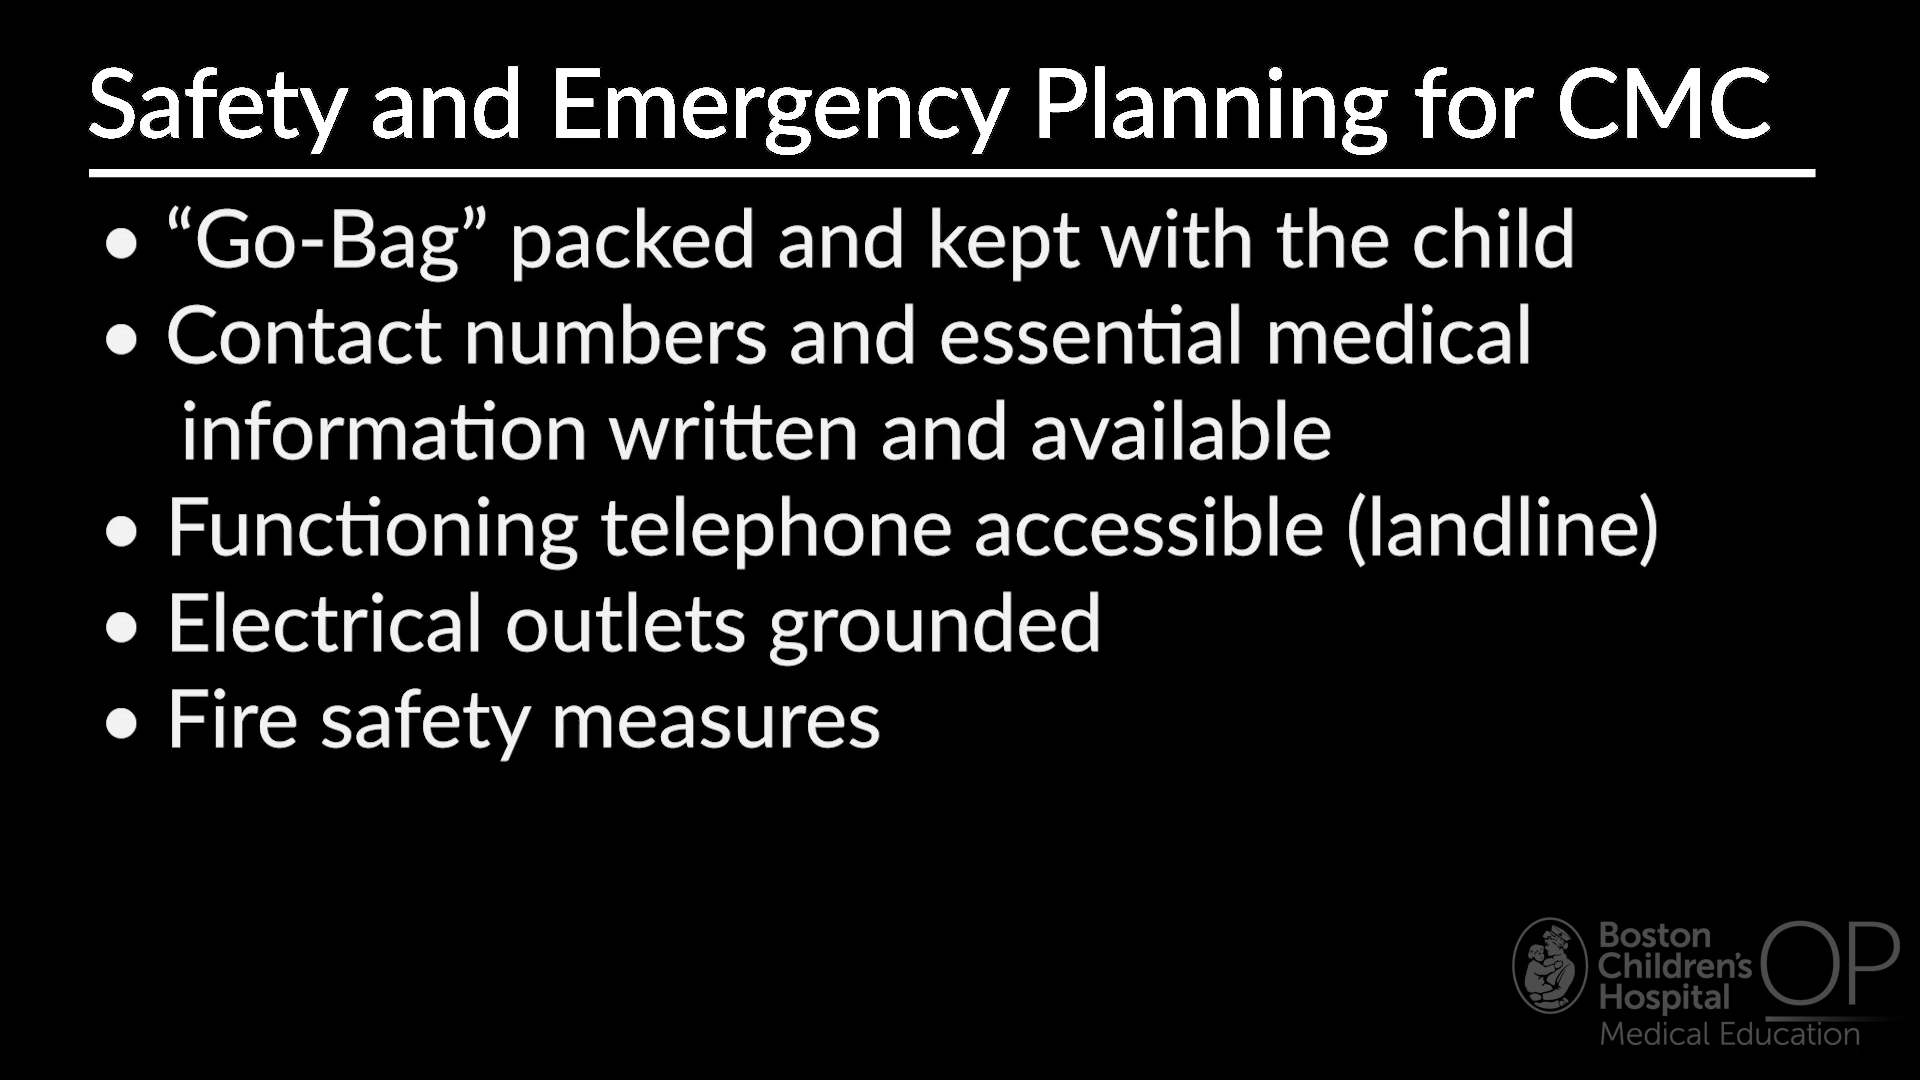 Safety and Emergency Planning for CMC
• “Go-Bag” packed and kept with the child
• Contact numbers and essential medical
information written and available
• Functioning telephone accessible (landline)
• Electrical outlets grounded
• Fire safety measures
Boston
Children's
Hospital
OP
Medical Education